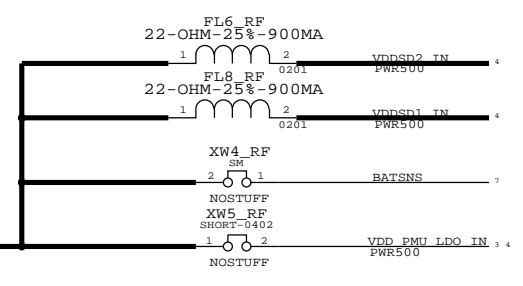 FL6_RF
22-OHM-25%-900MA
1 2
0201
VDDSD2_IN 4
PWR500
FL8_RF
22-OHM-25%-900MA
1 2
0201
VDDSD1_IN 4
PWR500
XW4_RF
SM
2 1
BATSNS 7
NOSTUFF
XW5_RF
SHORT-0402
1 2
VDD_PMU_LDO_IN 3 4
PWR500
NOSTUFF